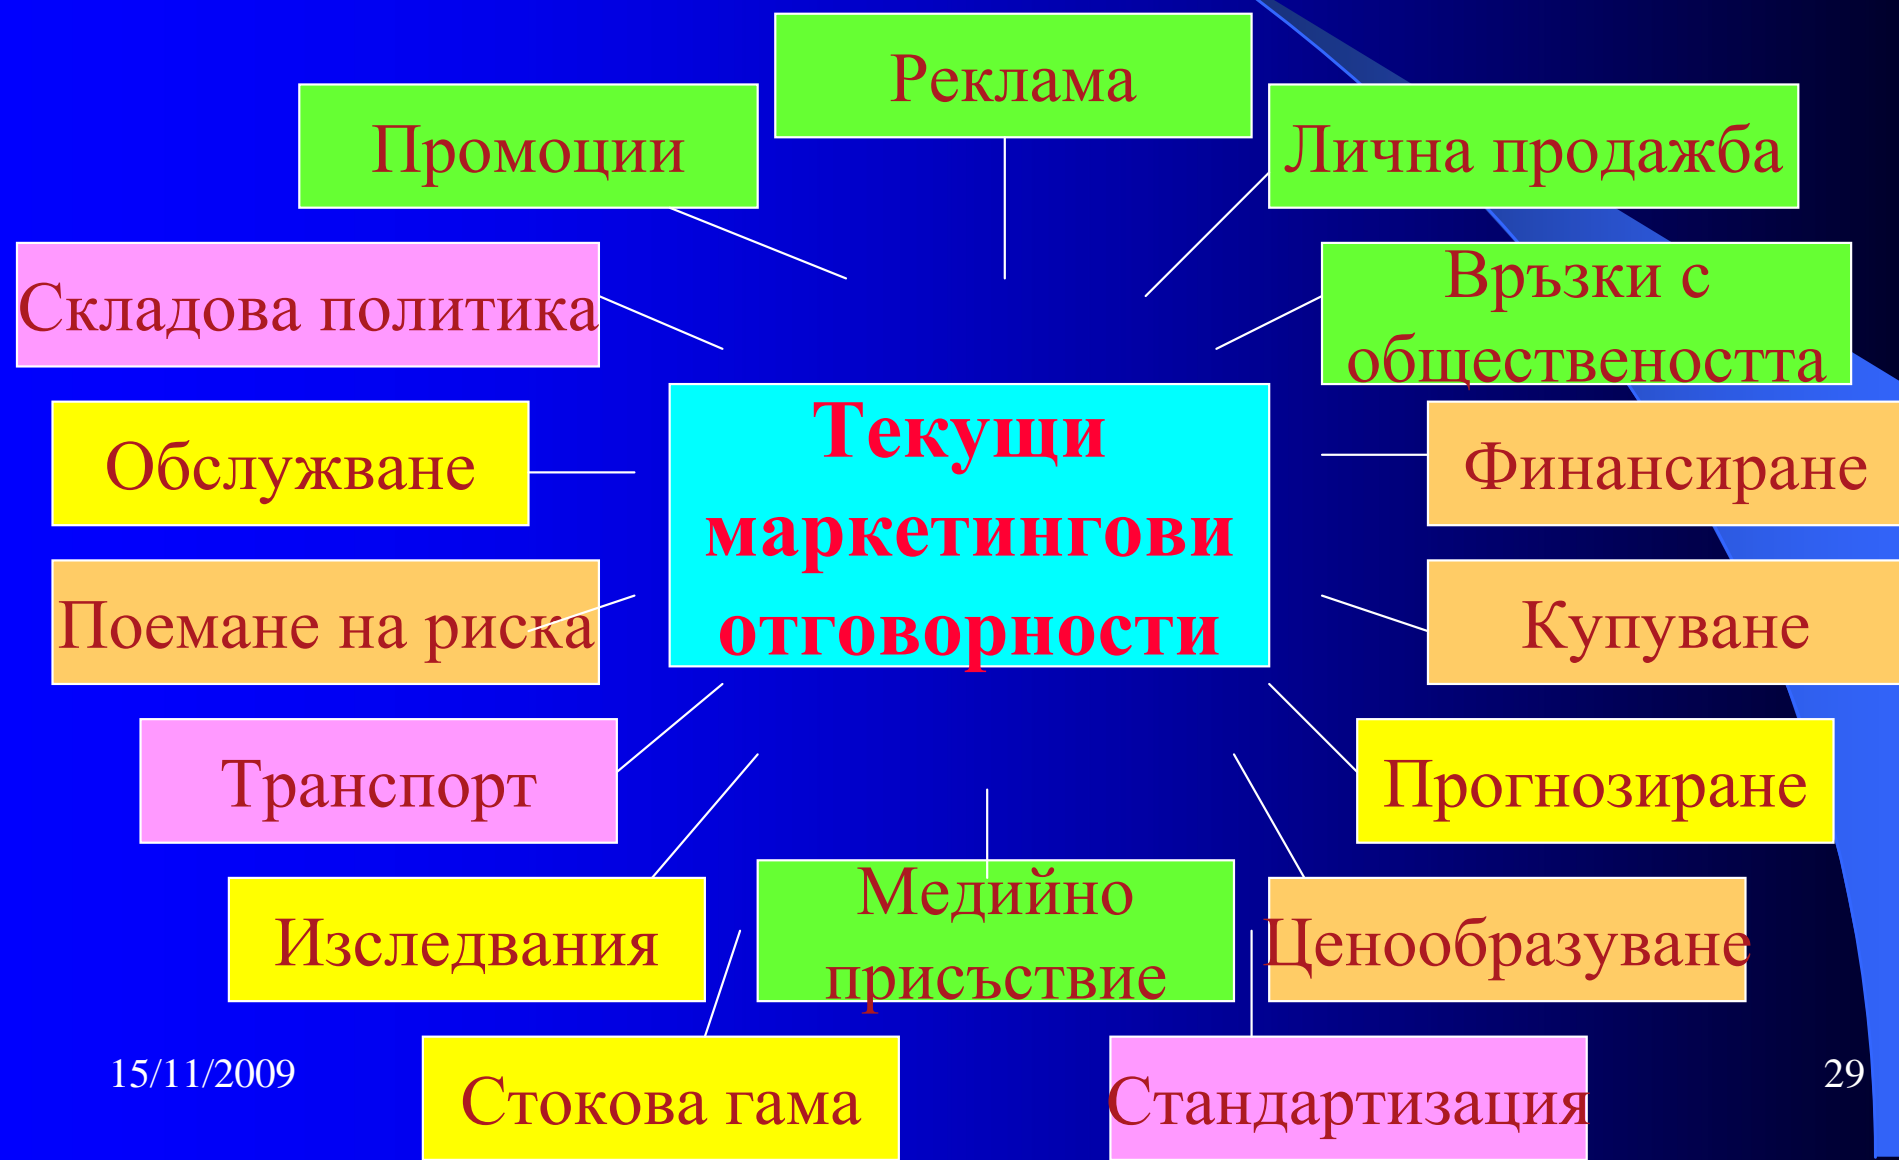 Реклама
Промоции
Лична продажба
Складова политика
Връзки с
обществеността
Обслужване
Текущи
маркетингови
отговорности
Финансиране
Поемане на риска
Купуване
Транспорт
Прогнозиране
Изследвания
Медийно
присъствие
Ценообразуване
15/11/2009
Стокова гама
Стандартизация
29